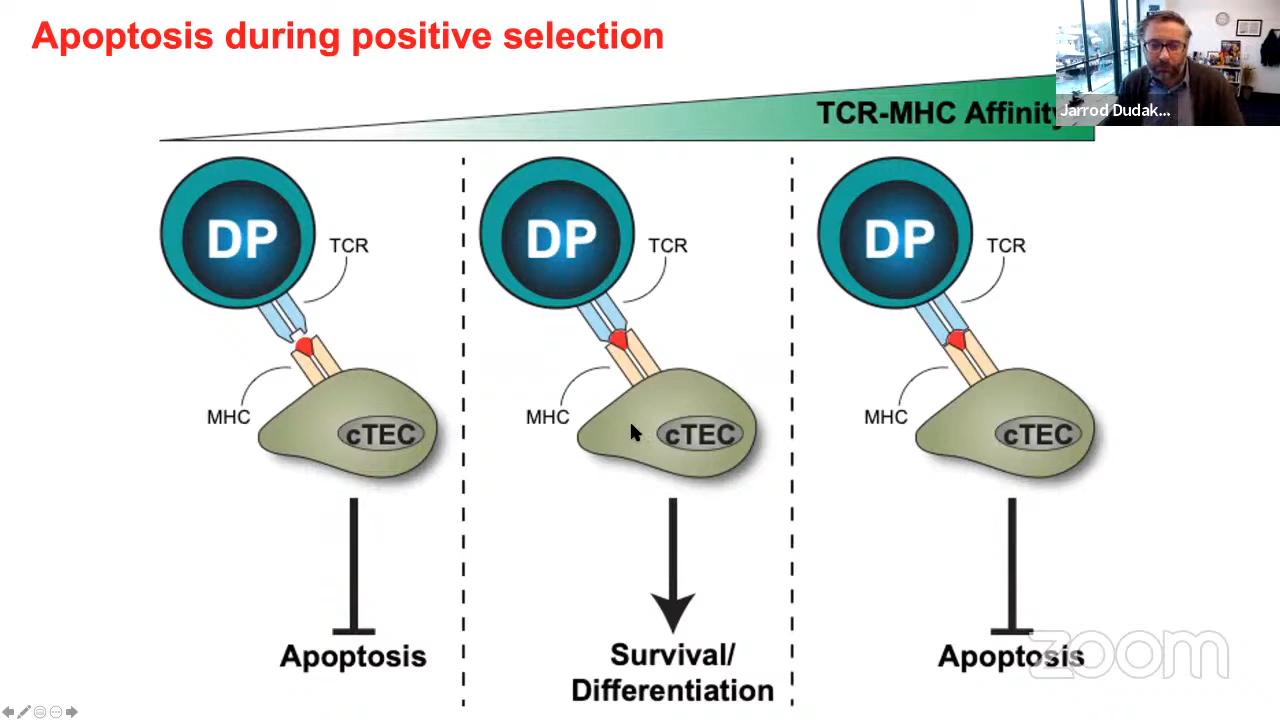 Apoptosis during positive selection
TCR-MHC Affinity
Jarrod Dudak...
DP
TCR
MHC
cTEC
Apoptosis
DP
TCR
MHC
cTEC
Survival/
Differentiation
DP
TCR
MHC
cTEC
Apoptosis
zoom